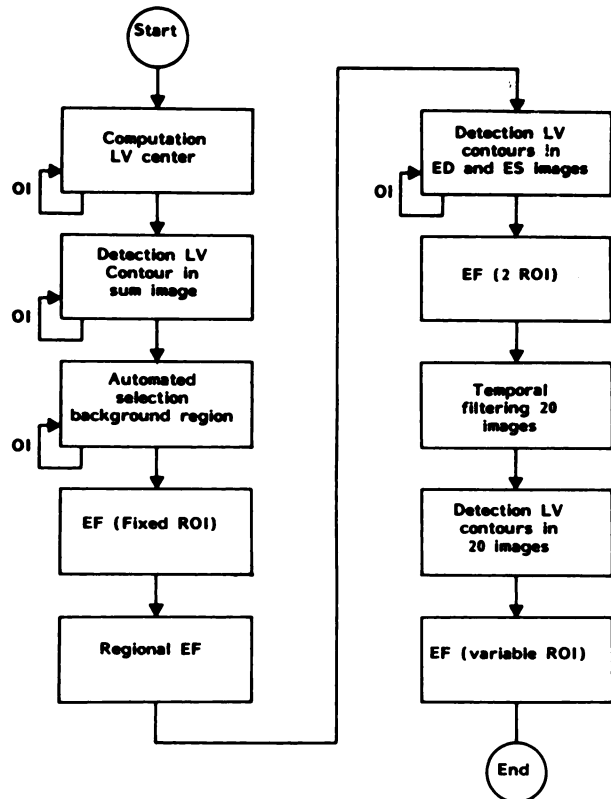 Start
Computation
LV center
OI
Detection LV
Contour in
sum image
OI
Automated
selection
background region
OI
EF (Fixed ROI)
Regional EF
Detection LV
contours in
ED and ES images
OI
EF (2 ROI)
Temporal
filtering 20
images
Detection LV
contours in
20 images
EF (variable ROI)
End